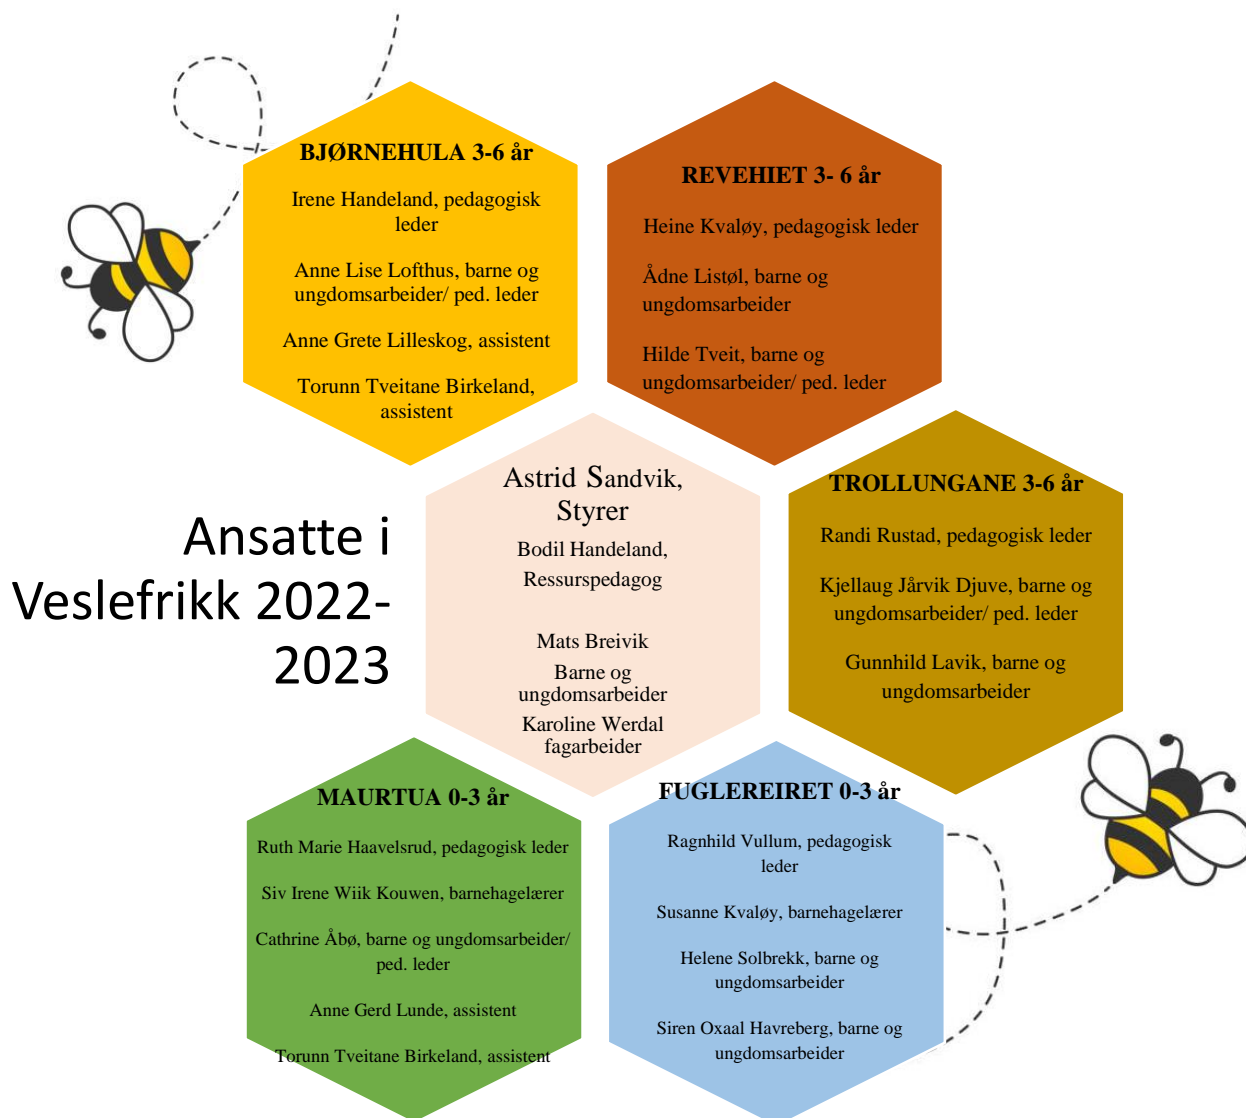 BJØRNEHULA 3-6 år
Irene Handeland, pedagogisk
leder
Anne Lise Lofthus, barne og
ungdomsarbeider/ ped. leder
Anne Grete Lilleskog, assistent
Torunn Tveitane Birkeland,
assistent
REVEHIET 3- 6 år
Heine Kvaløy, pedagogisk leder
Ådne Listøl, barne og
ungdomsarbeider
Hilde Tveit, barne og
ungdomsarbeider/ ped. leder
Ansatte i
Veslefrikk 2022-
2023
Astrid Sandvik,
Styrer
Bodil Handeland,
Ressurspedagog
Mats Breivik
Barne og
ungdomsarbeider
Karoline Werdal
fagarbeider
TROLLUNGANE 3-6 år
Randi Rustad, pedagogisk leder
Kjellaug Jårvik Djuve, barne og
ungdomsarbeider/ ped. leder
Gunnhild Lavik, barne og
ungdomsarbeider
MAURTUA 0-3 år
Ruth Marie Haavelsrud, pedagogisk leder
Siv Irene Wiik Kouwen, barnehagelærer
Cathrine Åbø, barne og ungdomsarbeider/
ped. leder
Anne Gerd Lunde, assistent
Torunn Tveitane Birkeland, assistent
FUGLEREIRET 0-3 år
Ragnhild Vullum, pedagogisk
leder
Susanne Kvaløy, barnehagelærer
Helene Solbrekk, barne og
ungdomsarbeider
Siren Oxaal Havreberg, barne og
ungdomsarbeider